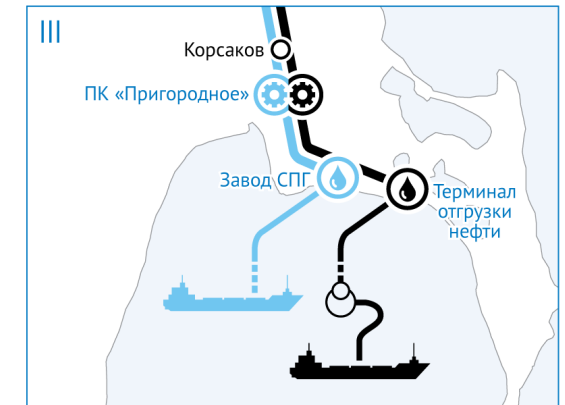 III
Корсаков
ПК «Пригородное»
Завод СПГ
Терминал
отгрузки
нефти